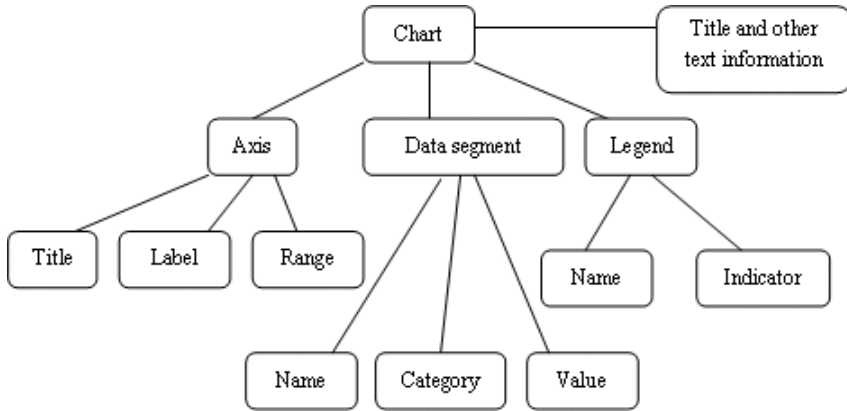 Chart
Title and other
text information
Axis
Data segment
Legend
Title
Label
Range
Name
Indicator
Name
Category
Value